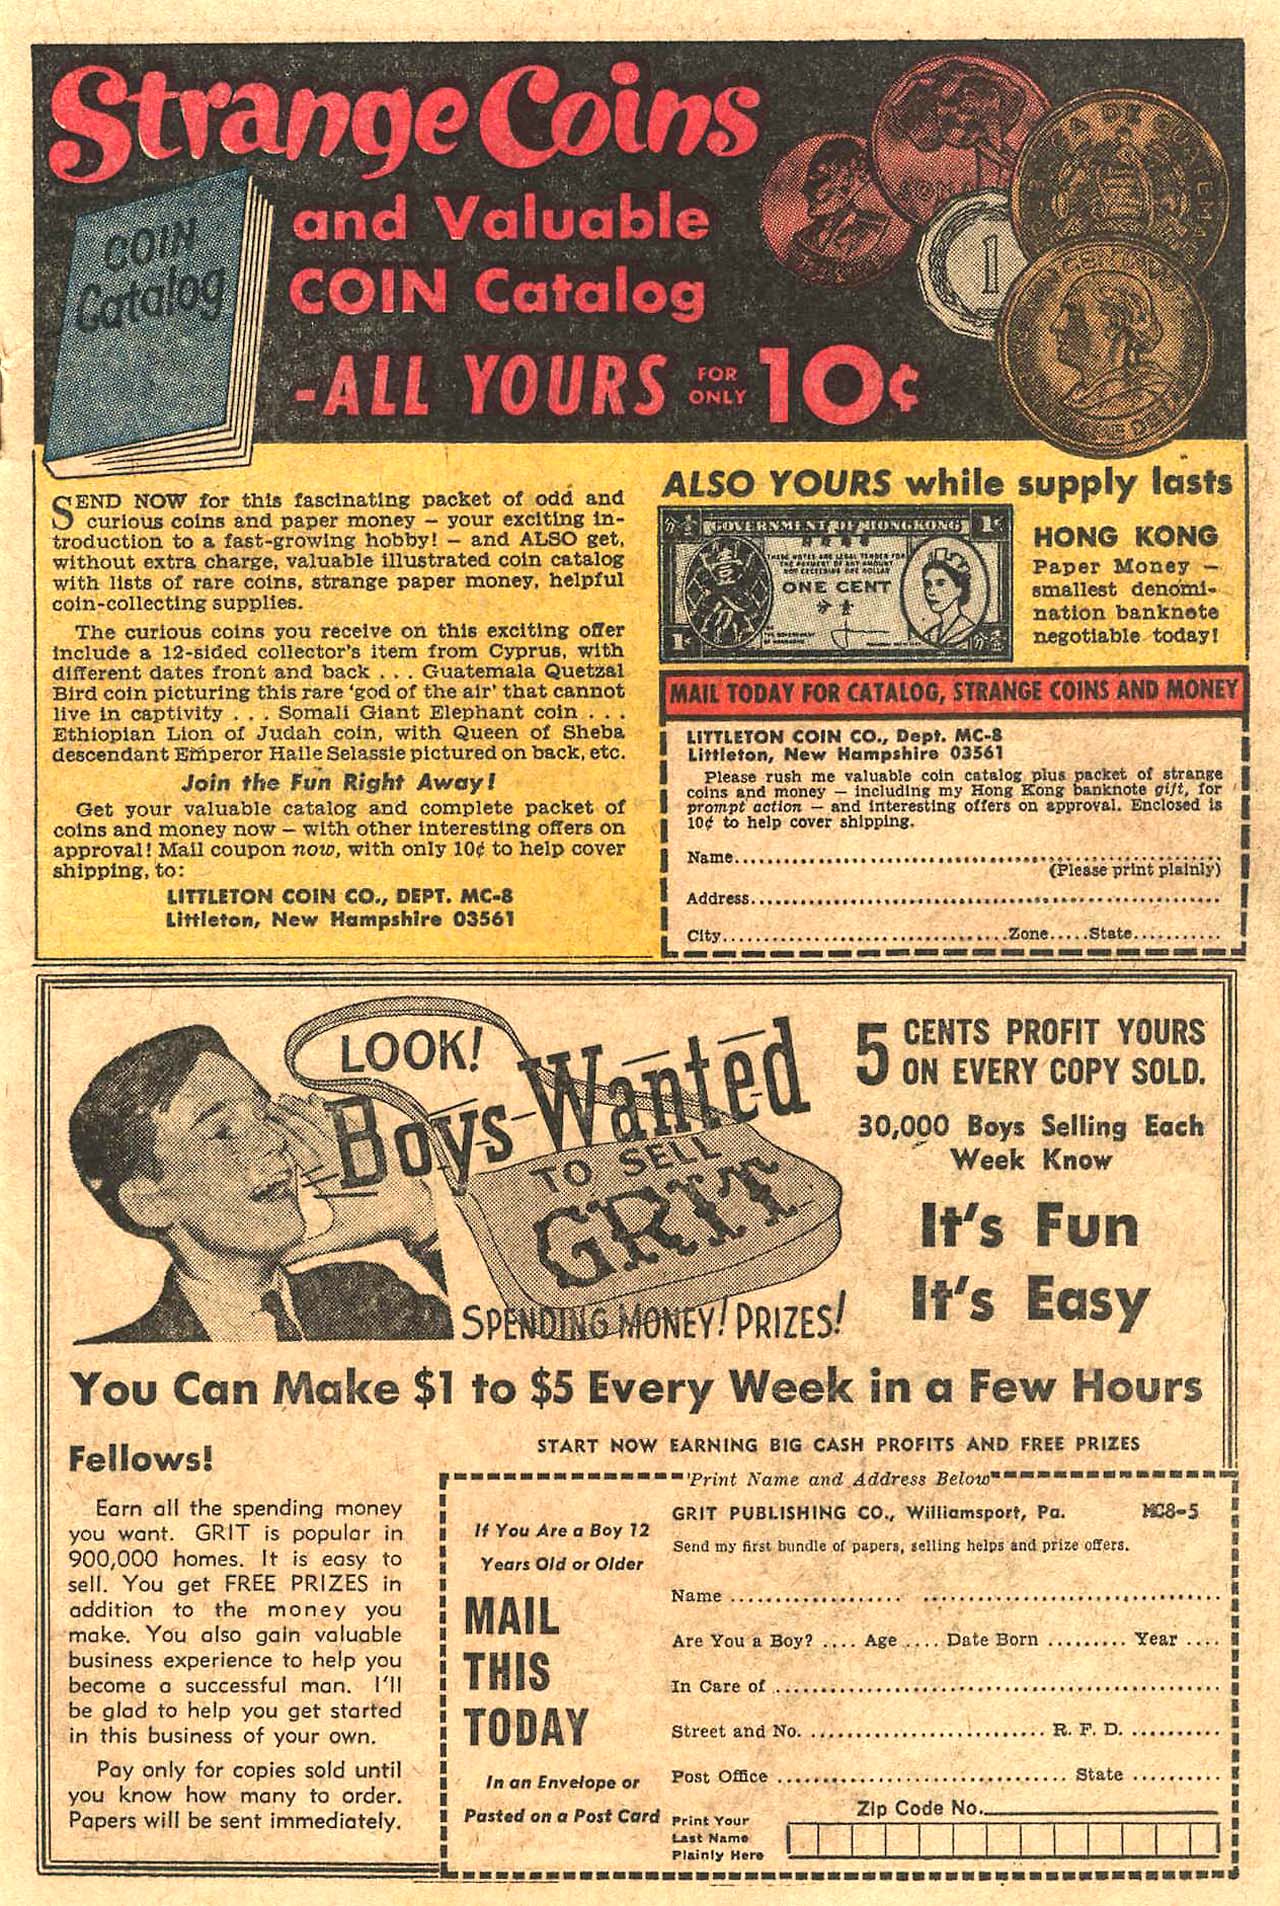 Strange Coins
and Valuable
COIN Catalog
-ALL YOURS FOR ONLY 10¢
COIN
Catalog
SOMA
1
SEND NOW for this fascinating packet of odd and
curious coins and paper money – your exciting in-
troduction to a fast-growing hobby! – and ALSO get,
without extra charge, valuable illustrated coin catalog
with lists of rare coins, strange paper money, helpful
coin-collecting supplies.
The curious coins you receive on this exciting offer
include a 12-sided collector's item from Cyprus, with
different dates front and back . . . Guatemala Quetzal
Bird coin picturing this rare 'god of the air' that cannot
live in captivity . . . Somali Giant Elephant coin . . .
Ethiopian Lion of Judah coin, with Queen of Sheba
descendant Emperor Haile Selassie pictured on back, etc.
Join the Fun Right Away!
Get your valuable catalog and complete packet of
coins and money now – with other interesting offers on
approval! Mail coupon now, with only 10¢ to help cover
shipping, to:
LITTLETON COIN CO., DEPT. MC-8
Littleton, New Hampshire 03561
ALSO YOURS while supply lasts
GOVERNMENT OF HONGKONG
1¢
壹
分
THESE NOTES ARE LEGAL TENDER FOR
THE PAYMENT OF ANY AMOUNT
NOT EXCEEDING ONE DOLLAR
ONE CENT
1¢
HONG KONG
Paper Money –
smallest denomi-
nation banknote
negotiable today!
MAIL TODAY FOR CATALOG, STRANGE COINS AND MONEY
LITTLETON COIN CO., Dept. MC-8
Littleton, New Hampshire 03561
Please rush me valuable coin catalog plus packet of strange
coins and money – including my Hong Kong banknote gift, for
prompt action – and interesting offers on approval. Enclosed is
10¢ to help cover shipping.
Name
(Please print plainly)
Address
City Zone State
LOOK!
Boys Wanted
TO SELL
GRIT
SPENDING MONEY! PRIZES!
5 CENTS PROFIT YOURS
ON EVERY COPY SOLD.
30,000 Boys Selling Each
Week Know
It's Fun
It's Easy
You Can Make $1 to $5 Every Week in a Few Hours
Fellows!
Earn all the spending money
you want. GRIT is popular in
900,000 homes. It is easy to
sell. You get FREE PRIZES in
addition to the money you
make. You also gain valuable
business experience to help you
become a successful man. I'll
be glad to help you get started
in this business of your own.
Pay only for copies sold until
you know how many to order.
Papers will be sent immediately.
START NOW EARNING BIG CASH PROFITS AND FREE PRIZES
Print Name and Address Below
If You Are a Boy 12
Years Old or Older
MAIL
THIS
TODAY
In an Envelope or
Pasted on a Post Card
GRIT PUBLISHING CO., Williamsport, Pa. MC8-5
Send my first bundle of papers, selling helps and prize offers.
Name
Are You a Boy? .... Age .... Date Born ......... Year ....
In Care of
Street and No. R. F. D.
Post Office State
Zip Code No.
Print Your
Last Name
Plainly Here